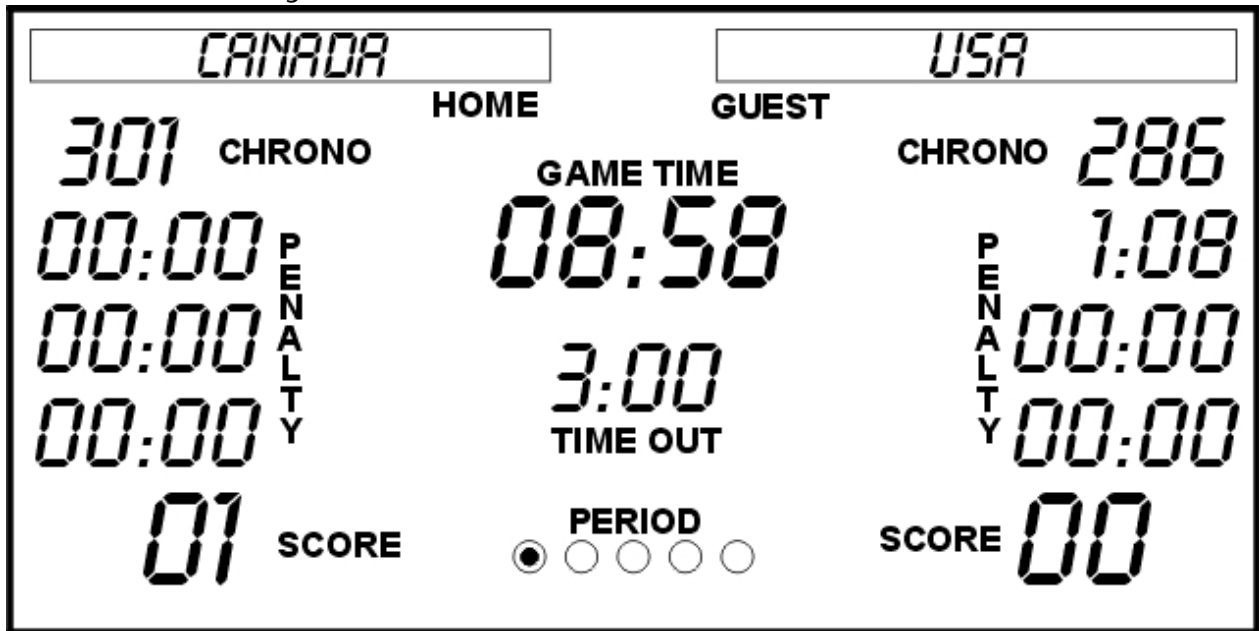 CANADA USA
HOME GUEST
301 CHRONO CHRONO 286
GAME TIME
08:58
00:00 1:08
00:00 00:00
00:00 00:00
PENALTY PENALTY
3:00
TIME OUT
01 SCORE SCORE 00
PERIOD